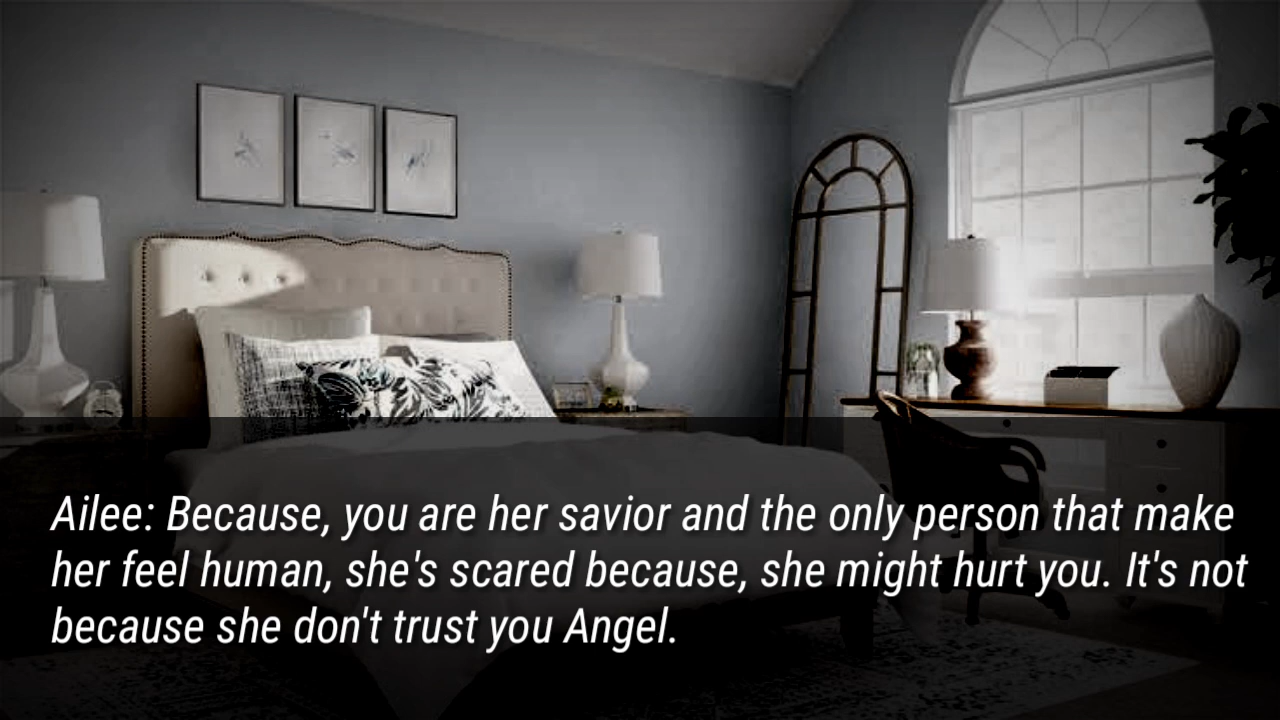 Ailee: Because, you are her savior and the only person that make
her feel human, she's scared because, she might hurt you. It's not
because she don't trust you Angel.